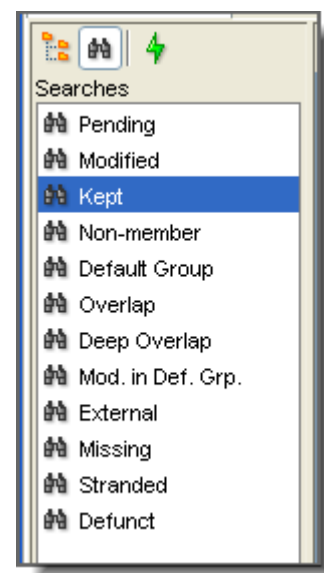 Searches
Pending
Modified
Kept
Non-member
Default Group
Overlap
Deep Overlap
Mod. in Def. Grp.
External
Missing
Stranded
Defunct